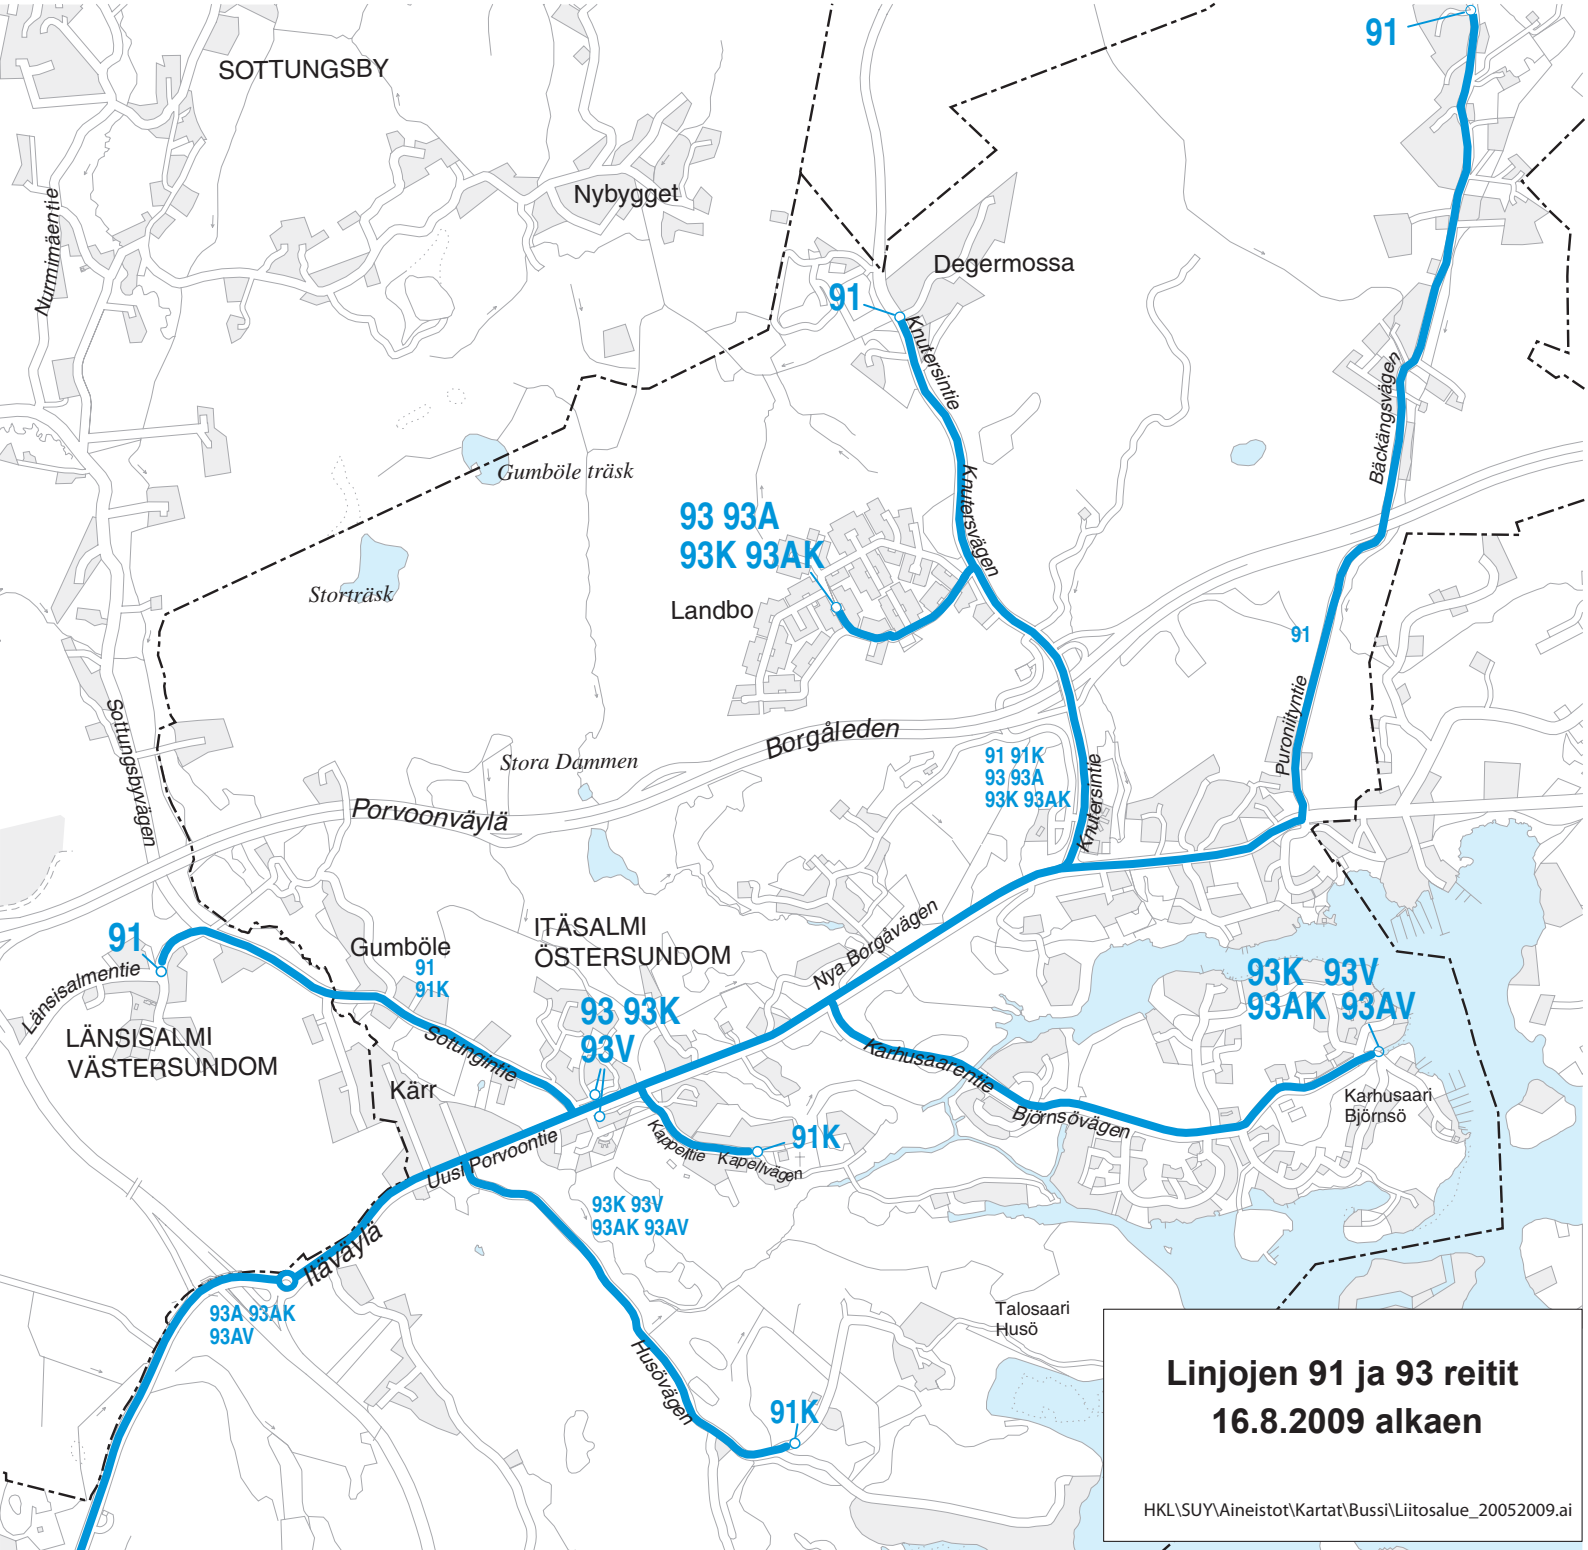 91
SOTTUNGSBY
Nybygget
Nurmimäentie
Degermossa
91
Knutersintie
Bäckängsvägen
Gumböle träsk
Knutersvägen
93 93A
93K 93AK
Storträsk
Landbo
91
Puroniityntie
Sottungsbyvägen
Borgåleden
Stora Dammen
91 91K
93 93A
93K 93AK
Knutersintie
Porvoonväylä
Nya Borgåvägen
ITÄSALMI
ÖSTERSUNDOM
91
Gumböle
91
91K
Länsisalmentie
93K 93V
93AK 93AV
93 93K
93V
LÄNSISALMI
VÄSTERSUNDOM
Sotungintie
Karhusaarentie
Kärr
Karhusaari
Björnsö
Björnsövägen
91K
Kappelitie
Kapellvägen
Uusi Porvoontie
93K 93V
93AK 93AV
Itäväylä
93A 93AK
93AV
Talosaari
Husö
Husövägen
91K
Linjojen 91 ja 93 reitit
16.8.2009 alkaen
HKL\SUY\Aineistot\Kartat\Bussi\Liitosalue_20052009.ai